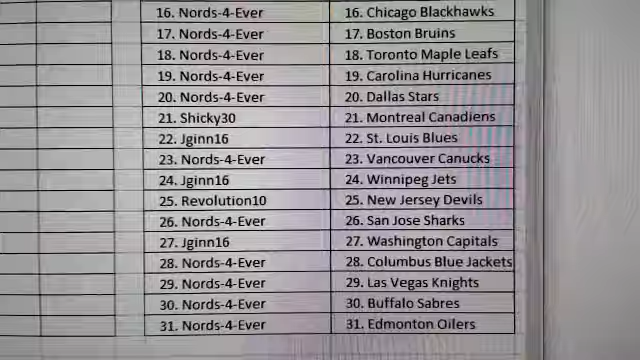 16. Nords-4-Ever 16. Chicago Blackhawks
17. Nords-4-Ever 17. Boston Bruins
18. Nords-4-Ever 18. Toronto Maple Leafs
19. Nords-4-Ever 19. Carolina Hurricanes
20. Nords-4-Ever 20. Dallas Stars
21. Shicky30 21. Montreal Canadiens
22. Jginn16 22. St. Louis Blues
23. Nords-4-Ever 23. Vancouver Canucks
24. Jginn16 24. Winnipeg Jets
25. Revolution10 25. New Jersey Devils
26. Nords-4-Ever 26. San Jose Sharks
27. Jginn16 27. Washington Capitals
28. Nords-4-Ever 28. Columbus Blue Jackets
29. Nords-4-Ever 29. Las Vegas Knights
30. Nords-4-Ever 30. Buffalo Sabres
31. Nords-4-Ever 31. Edmonton Oilers